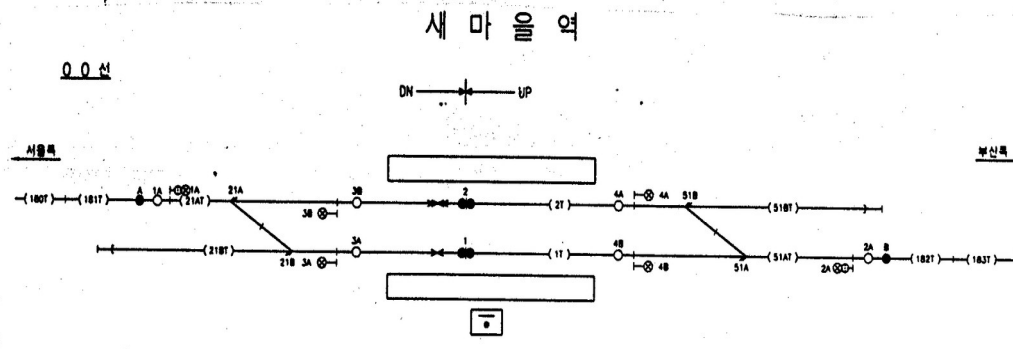 새 마 을 역
O O 선
DN UP
서울쪽 부산쪽
180T 181T A 1A 1A 21AT 21A 3B 2 2T 4A 4A 51B 51BT
3B
21BT 21B 3A 1 1T 4B 51A 51AT 2A B 182T 183T
3A 4B 2A